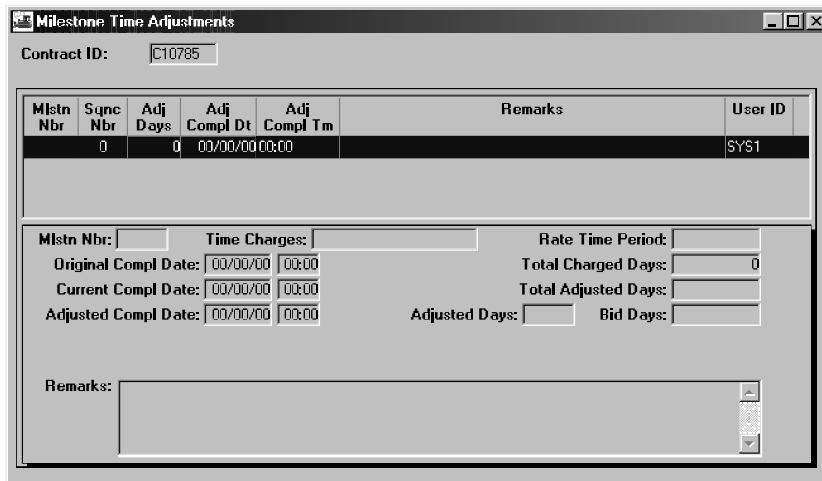 Milestone Time Adjustments
Contract ID: C10785
Mlstn Nbr Sqnc Nbr Adj Days Adj Compl Dt Adj Compl Tm Remarks User ID
0 0 00/00/00 00:00 SYS1
Mlstn Nbr: Time Charges: Rate Time Period:
Original Compl Date: 00/00/00 00:00 Total Charged Days: 0
Current Compl Date: 00/00/00 00:00 Total Adjusted Days:
Adjusted Compl Date: 00/00/00 00:00 Adjusted Days: Bid Days:
Remarks: